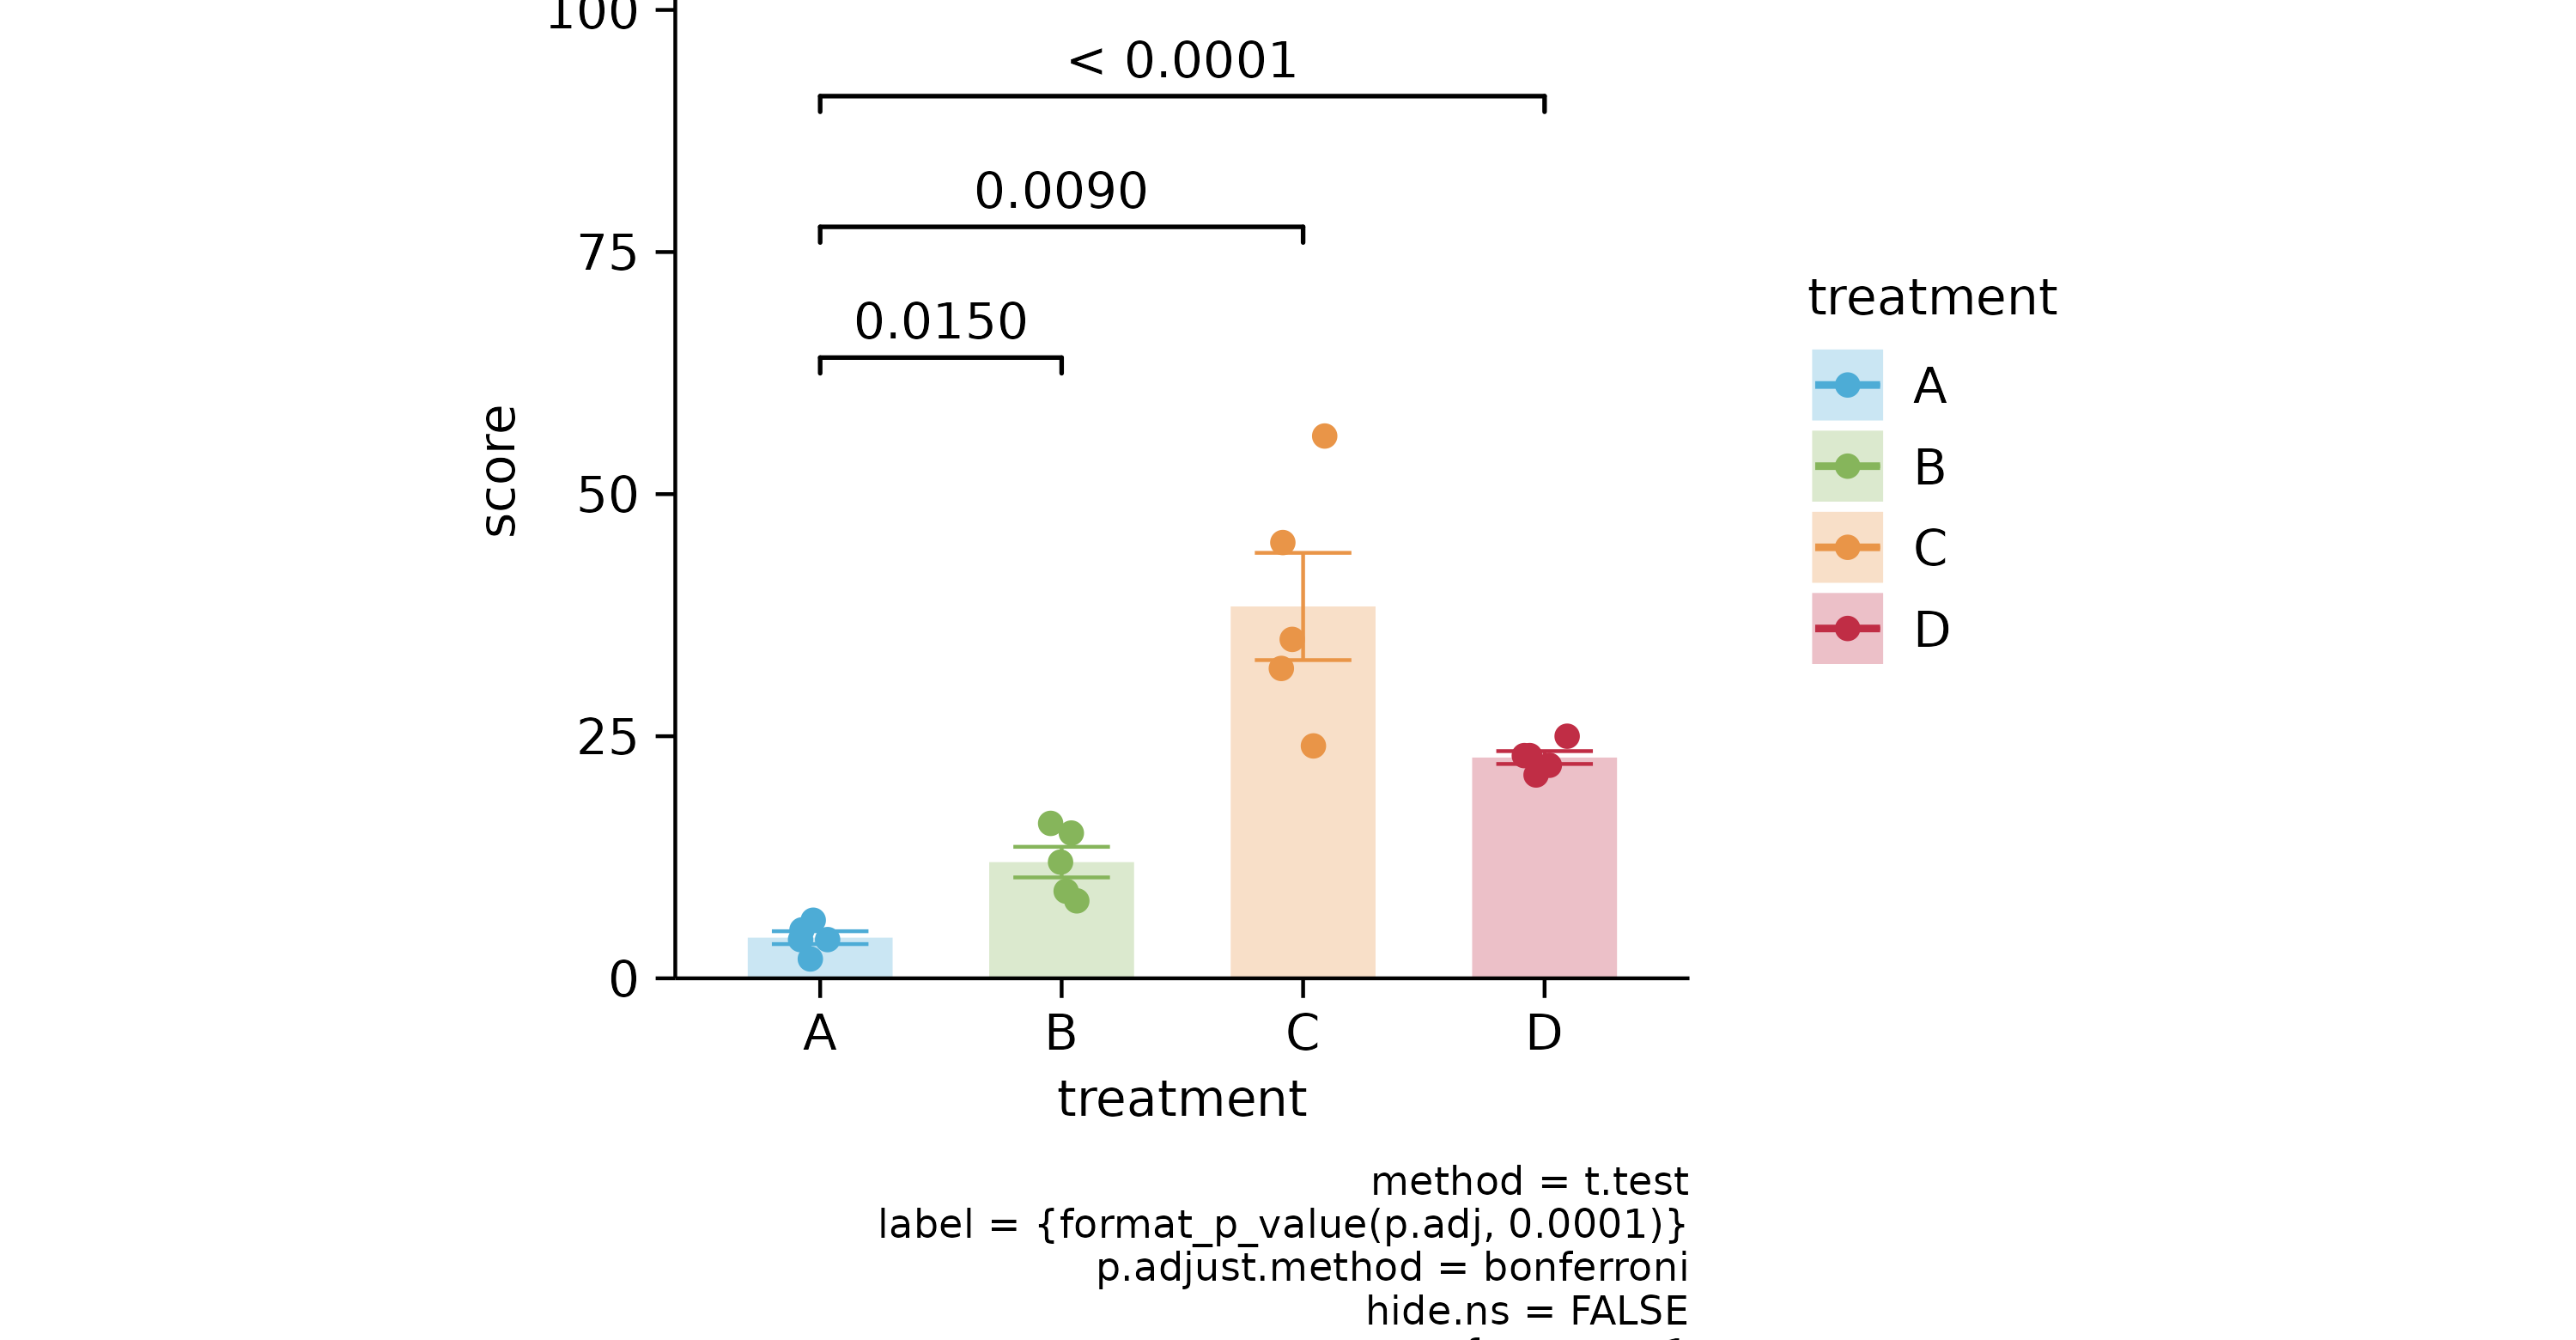 100
< 0.0001
0.0090
75
0.0150
50
score
25
0
A
B
C
D
treatment
treatment
A
B
C
D
method = t.test
label = {format_p_value(p.adj, 0.0001)}
p.adjust.method = bonferroni
hide.ns = FALSE